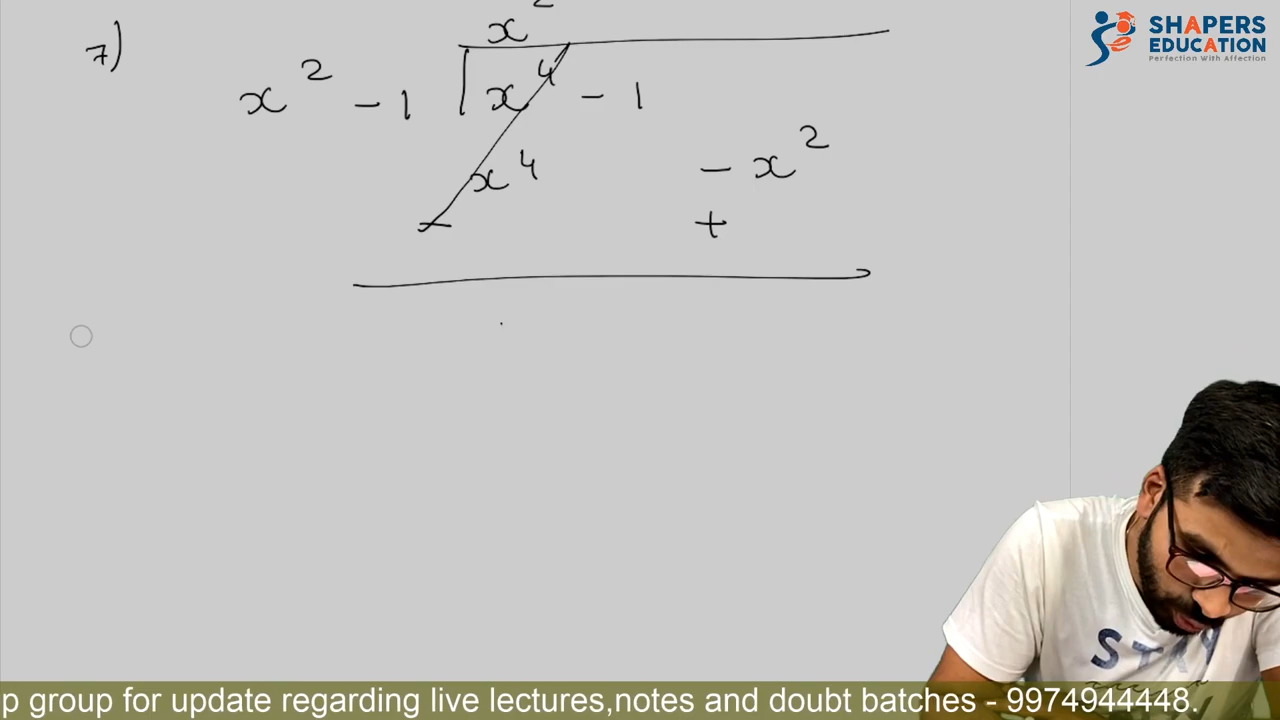 SHAPERS
EDUCATION
Perfection With Affection
7)
x²
x² - 1 x⁴ - 1
x⁴ - x²
- +
STAY
p group for update regarding live lectures,notes and doubt batches - 9974944448.